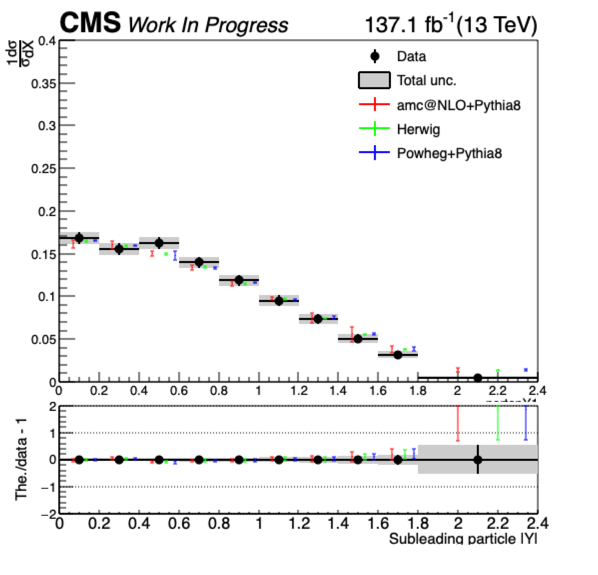 CMS Work In Progress 137.1 fb-1(13 TeV)
1 dσ
σ dX
0.4
0.35
0.3
0.25
0.2
0.15
0.1
0.05
0
Data
Total unc.
amc@NLO+Pythia8
Herwig
Powheg+Pythia8
0 0.2 0.4 0.6 0.8 1 1.2 1.4 1.6 1.8 2 2.2 2.4
The./data - 1
2
1
0
−1
−2
0 0.2 0.4 0.6 0.8 1 1.2 1.4 1.6 1.8 2 2.2 2.4
Subleading particle |Y|